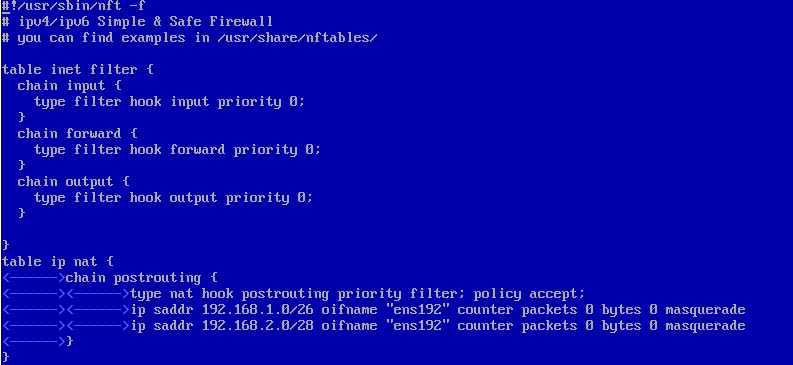 #!/usr/sbin/nft -f
# ipv4/ipv6 Simple & Safe Firewall
# you can find examples in /usr/share/nftables/
table inet filter {
  chain input {
    type filter hook input priority 0;
  }
  chain forward {
    type filter hook forward priority 0;
  }
  chain output {
    type filter hook output priority 0;
  }
}
table ip nat {
<------>chain postrouting {
<------><------>type nat hook postrouting priority filter; policy accept;
<------><------>ip saddr 192.168.1.0/26 oifname "ens192" counter packets 0 bytes 0 masquerade
<------><------>ip saddr 192.168.2.0/28 oifname "ens192" counter packets 0 bytes 0 masquerade
<------>}
}